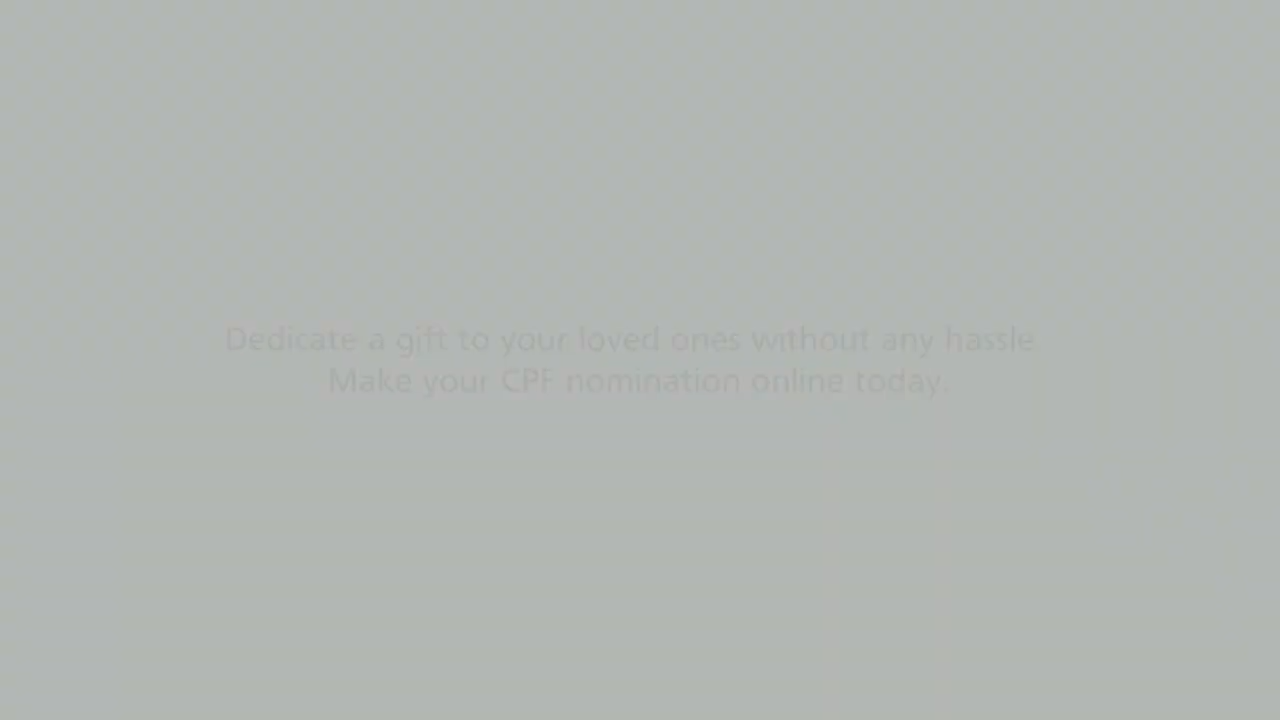 Dedicate a gift to your loved ones without any hassle.
Make your CPF nomination online today.